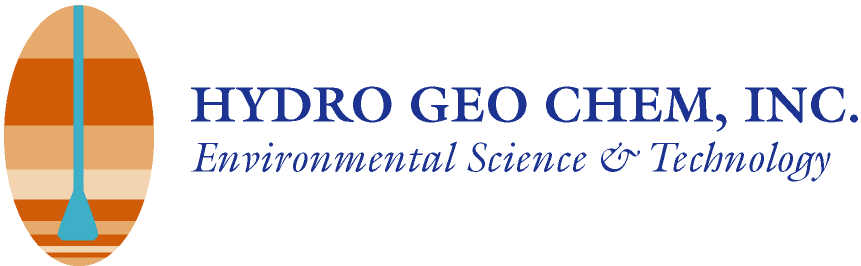 HYDRO GEO CHEM, INC.
Environmental Science & Technology